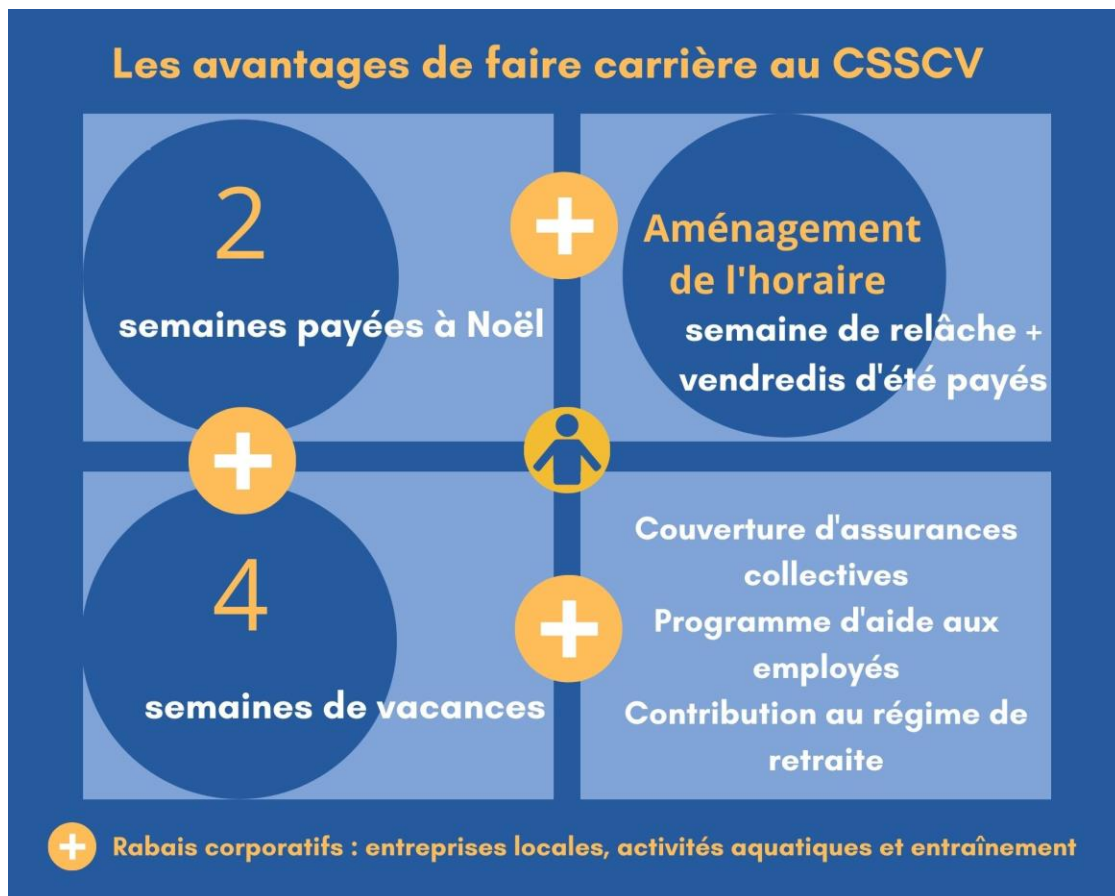 Les avantages de faire carrière au CSSCV
2
semaines payées à Noël
Aménagement
de l'horaire
semaine de relâche +
vendredis d'été payés
4
semaines de vacances
Couverture d'assurances
collectives
Programme d'aide aux
employés
Contribution au régime de
retraite
Rabais corporatifs : entreprises locales, activités aquatiques et entraînement